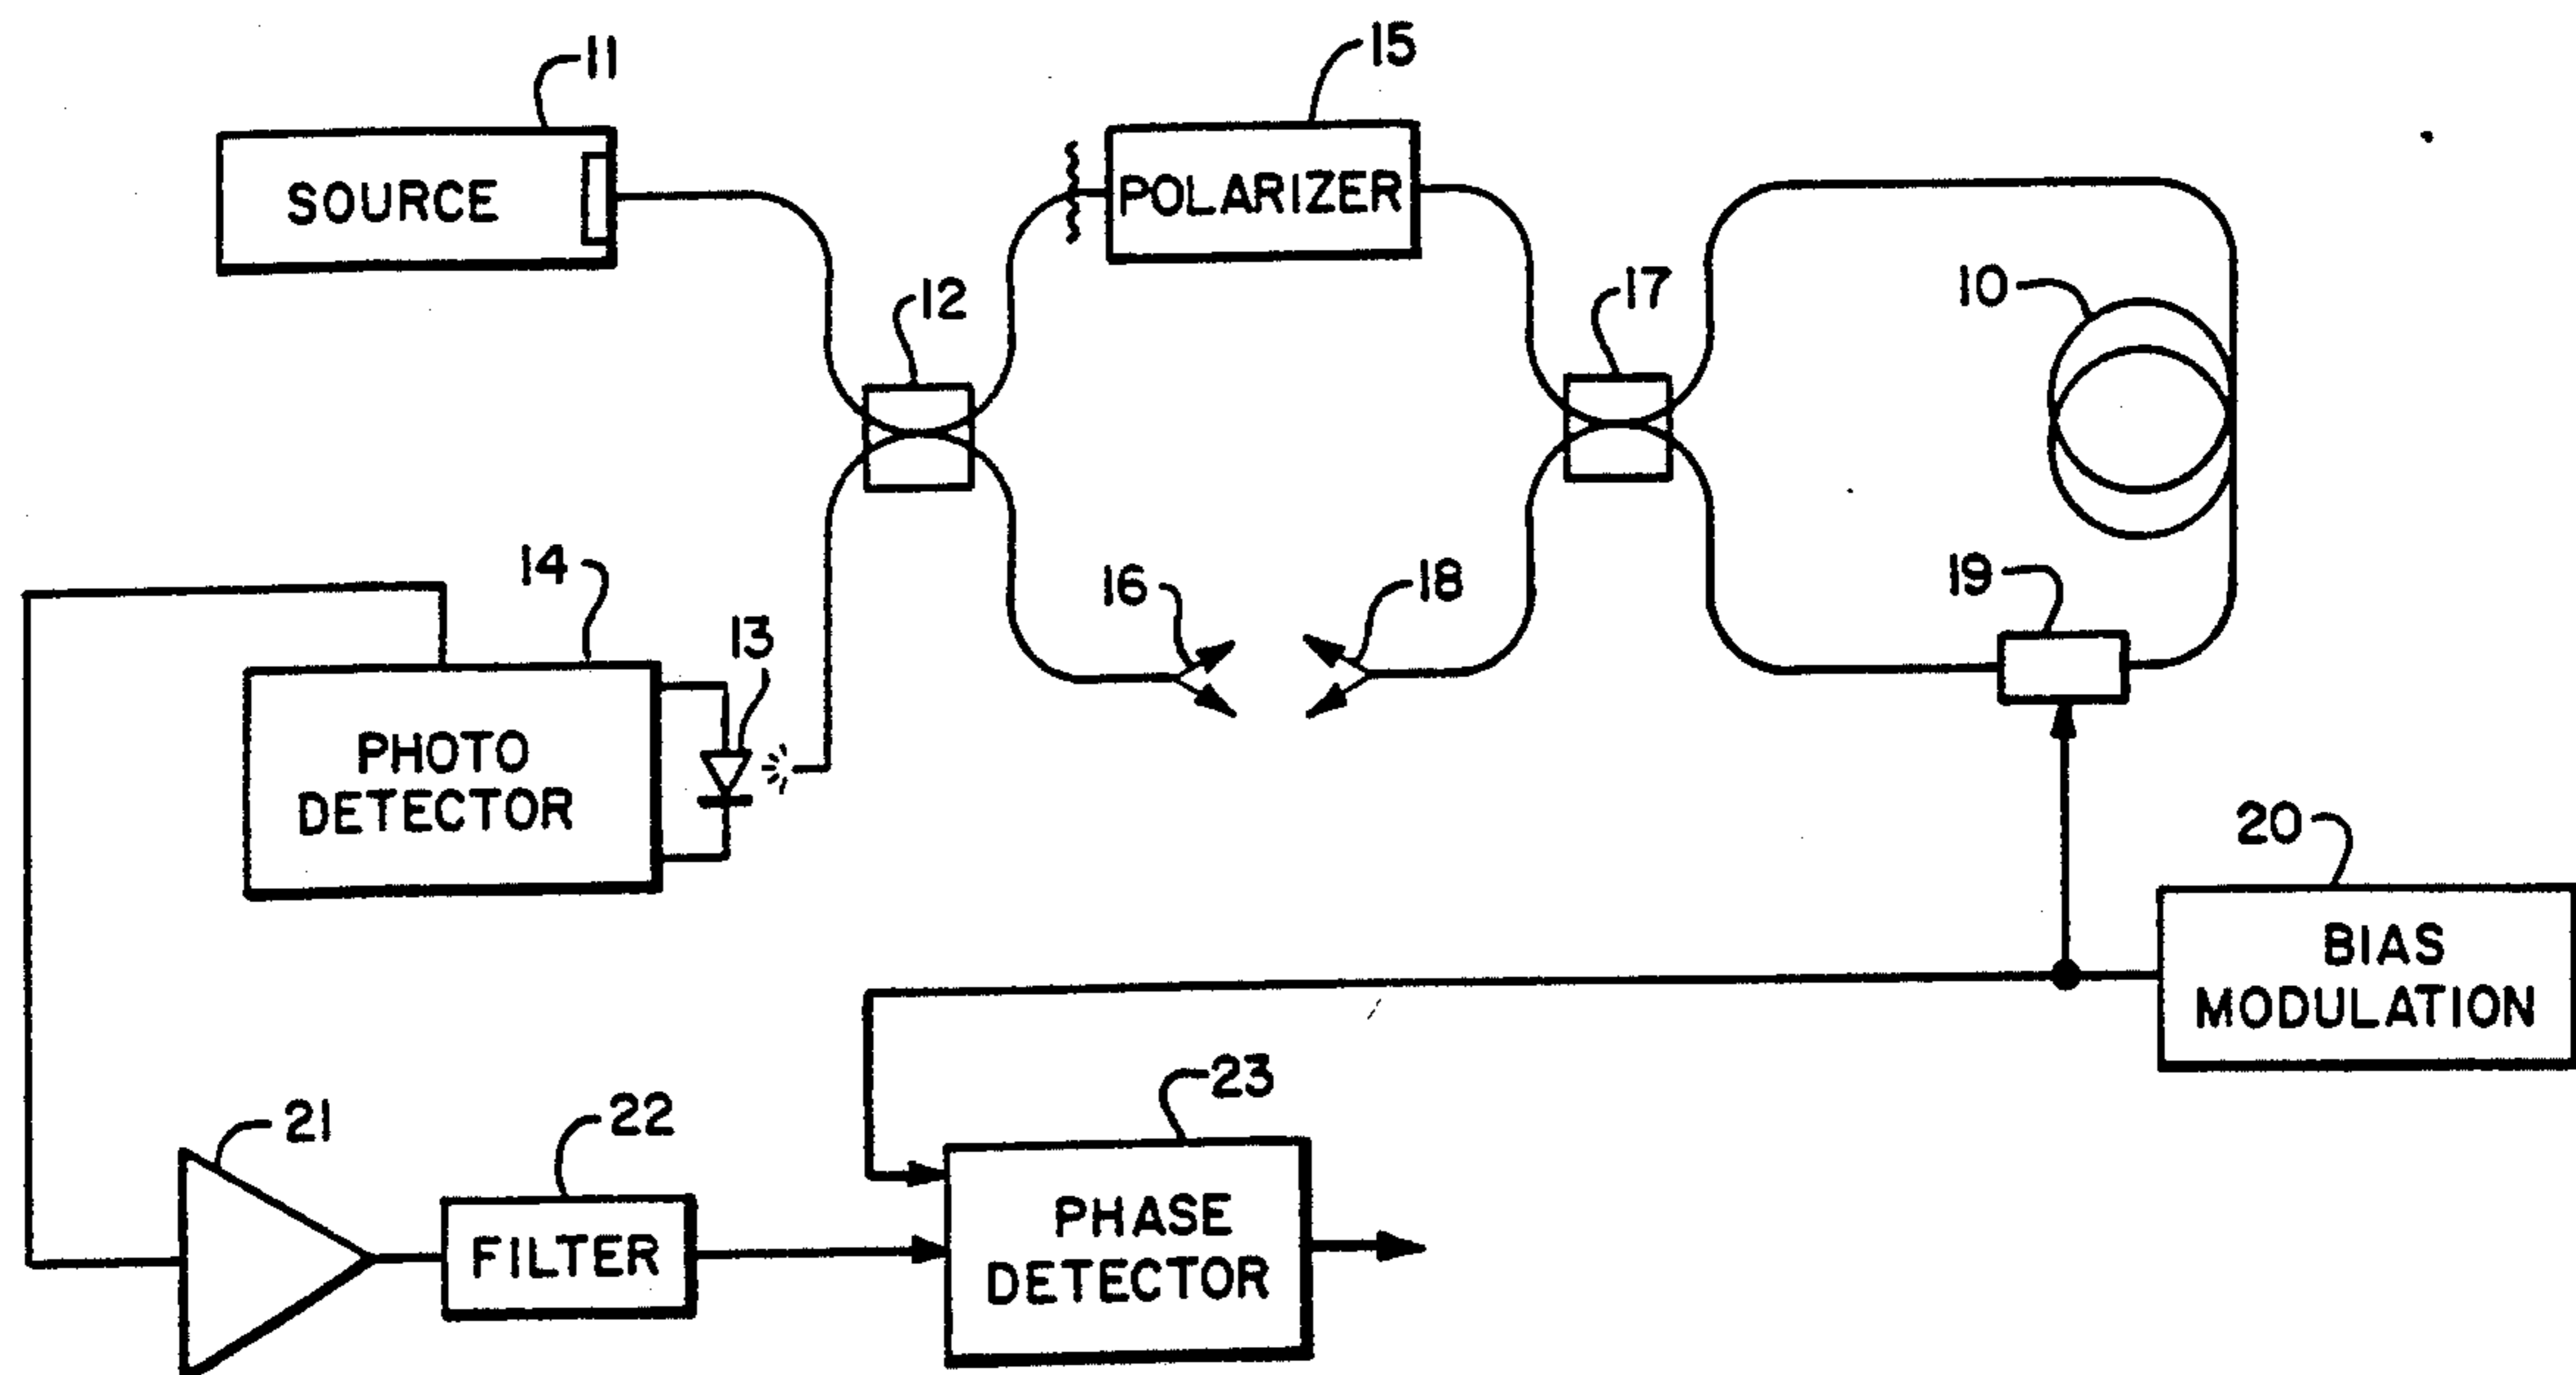 11
SOURCE
15
POLARIZER
12
17
10
14
13
PHOTO
DETECTOR
16
18
19
20
BIAS
MODULATION
21
22
FILTER
23
PHASE
DETECTOR